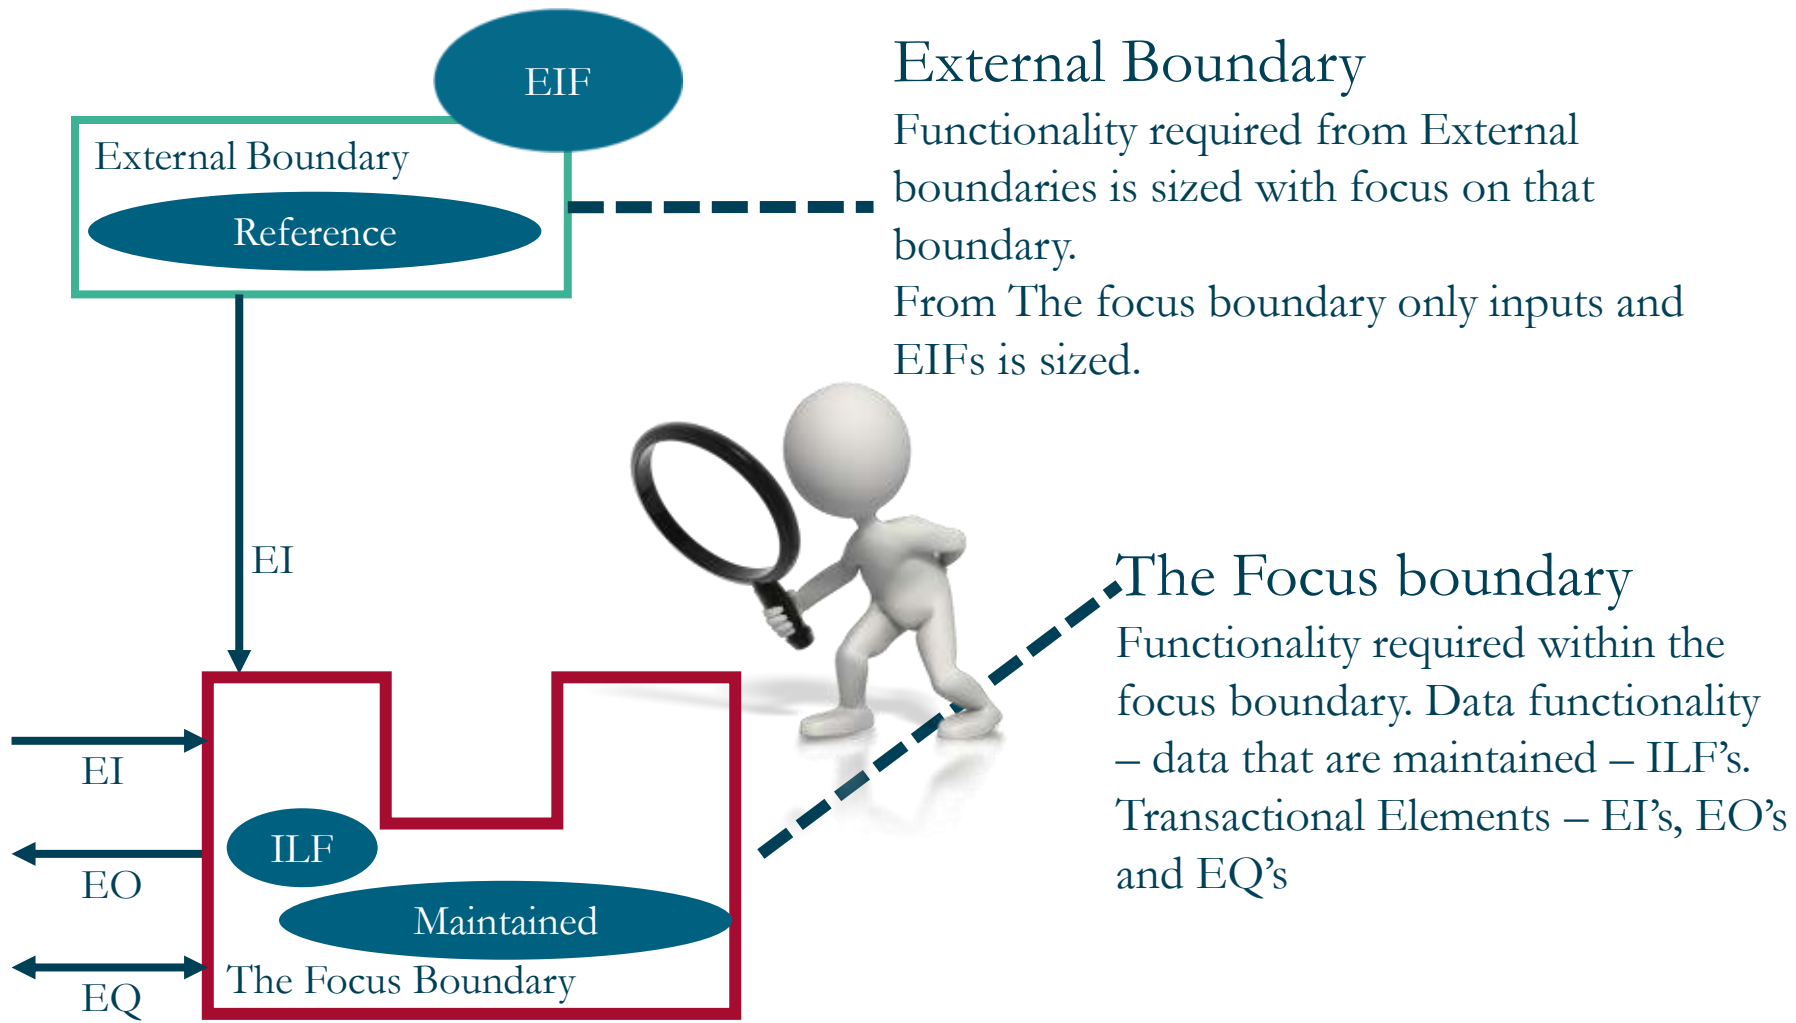 EIF
External Boundary
Reference
External Boundary
Functionality required from External
boundaries is sized with focus on that
boundary.
From The focus boundary only inputs and
EIFs is sized.
EI
The Focus boundary
Functionality required within the
focus boundary. Data functionality
– data that are maintained – ILF’s.
Transactional Elements – EI’s, EO’s
and EQ’s
EI
EO
EQ
ILF
Maintained
The Focus Boundary